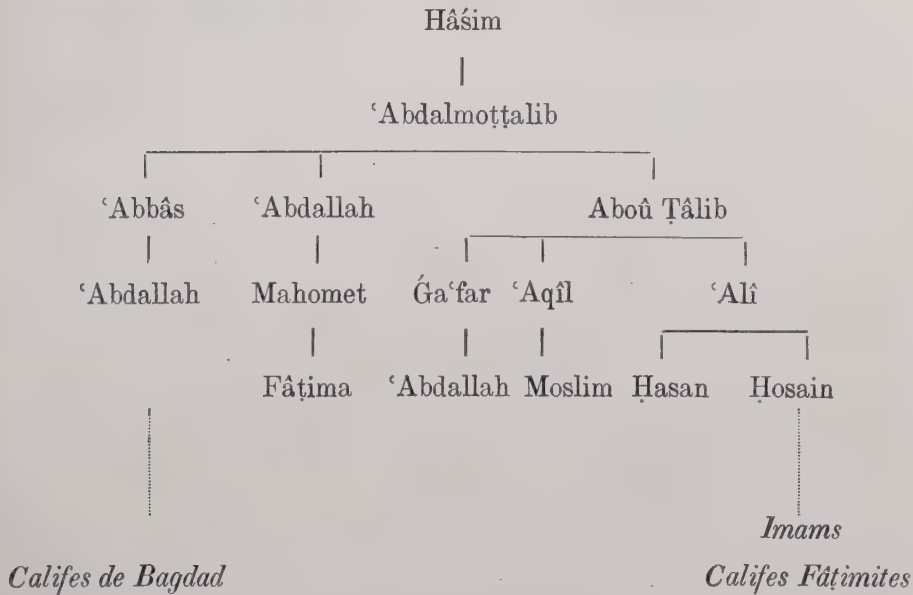 Hâśim
ʿAbdalmoṭṭalib
ʿAbbâs ʿAbdallah Aboû Ṭâlib
ʿAbdallah Mahomet Ǵaʿfar ʿAqîl ʿAlî
Fâṭima ʿAbdallah Moslim Ḥasan Ḥosain
Imams
Califes de Bagdad Califes Fâṭimites